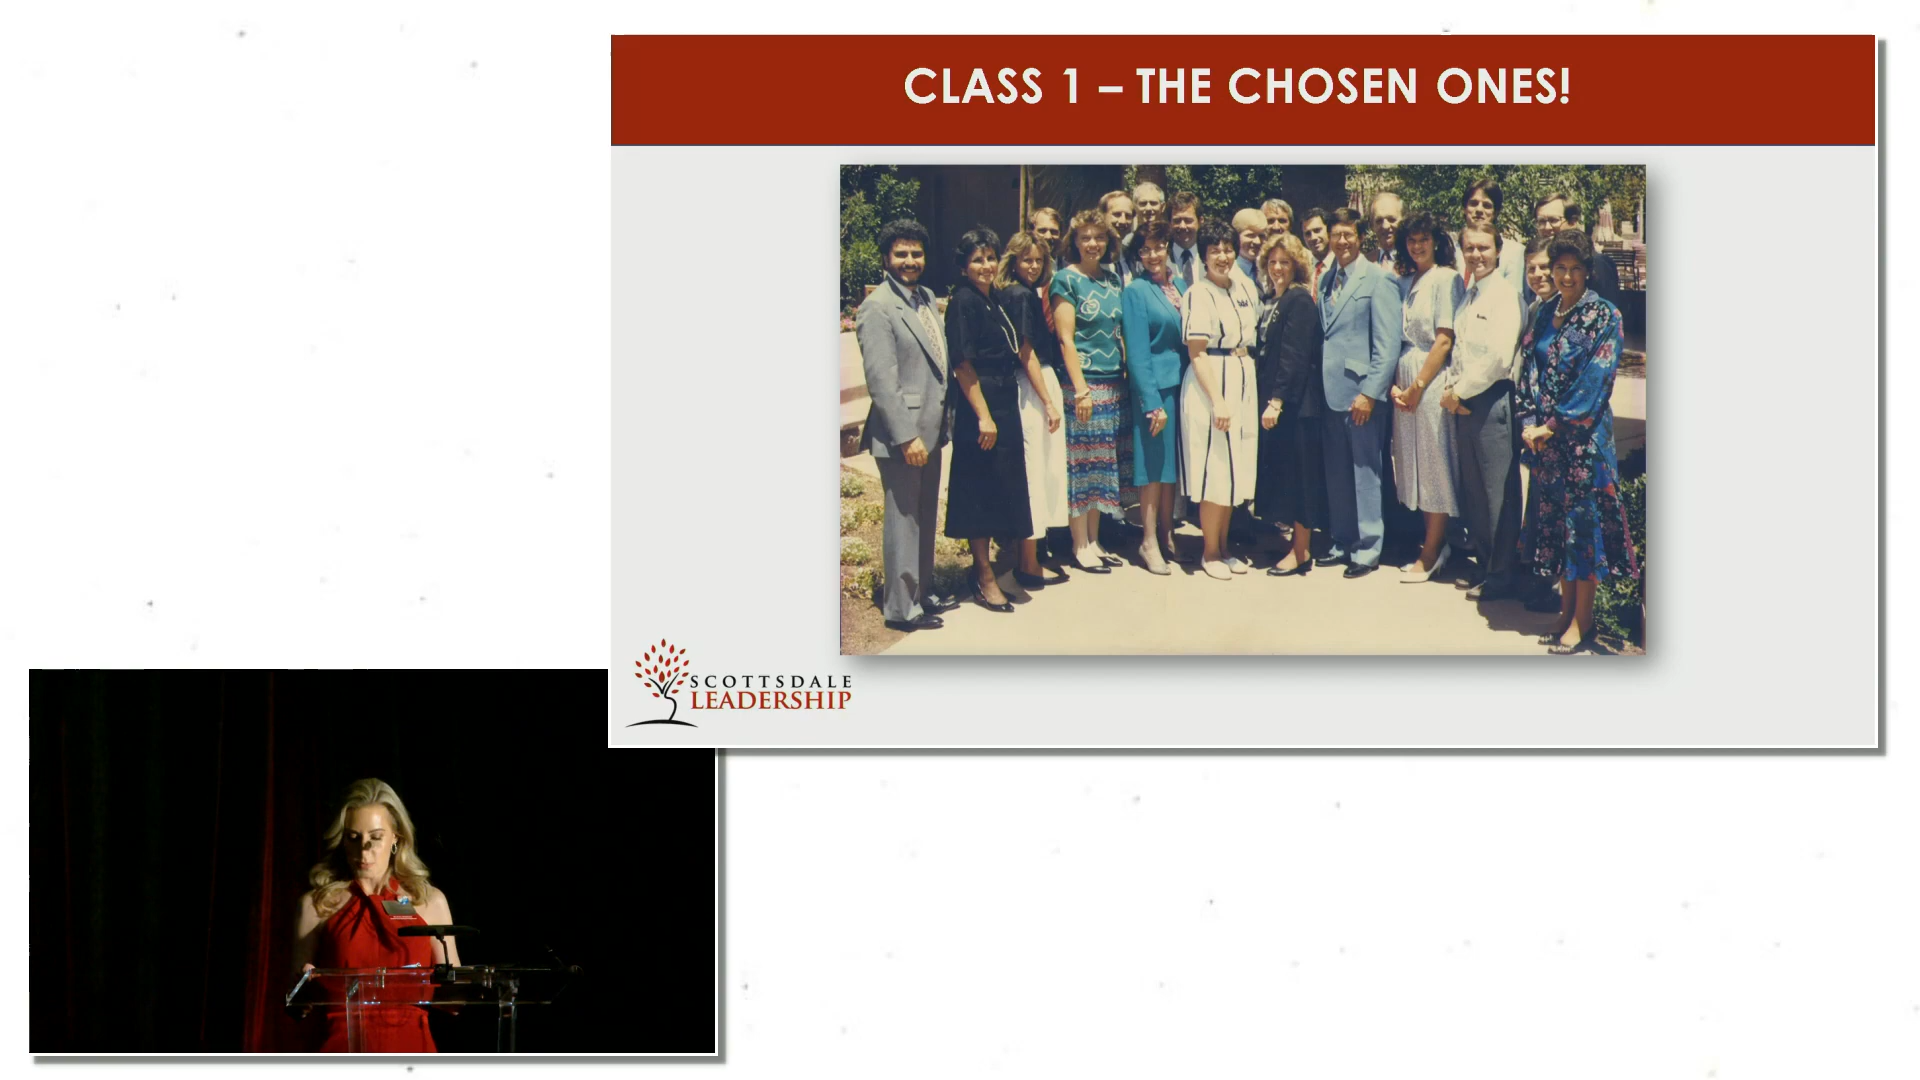 CLASS 1 – THE CHOSEN ONES!
SCOTTSDALE
LEADERSHIP